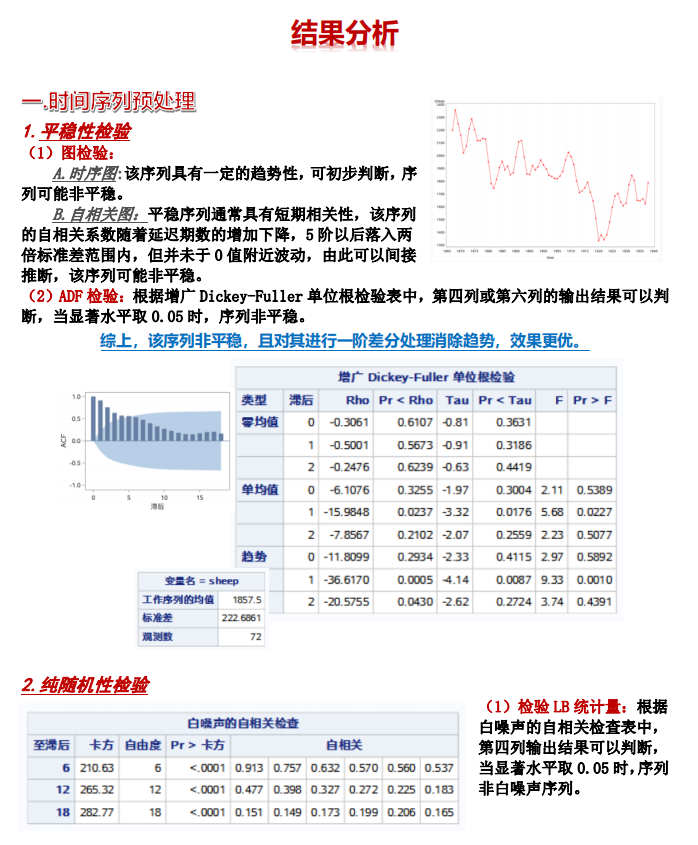 结果分析
一.时间序列预处理
1.平稳性检验
（1）图检验：
A.时序图:该序列具有一定的趋势性，可初步判断，序
列可能非平稳。
B.自相关图：平稳序列通常具有短期相关性，该序列
的自相关系数随着延迟期数的增加下降，5 阶以后落入两
倍标准差范围内，但并未于 0 值附近波动，由此可以间接
推断，该序列可能非平稳。
（2）ADF 检验：根据增广 Dickey-Fuller 单位根检验表中，第四列或第六列的输出结果可以判
断，当显著水平取 0.05 时，序列非平稳。
综上，该序列非平稳，且对其进行一阶差分处理消除趋势，效果更优。
ACF
1.0
0.5
0.0
-0.5
-1.0
0 5 10 15
滞后
增广 Dickey-Fuller 单位根检验
类型 滞后 Rho Pr < Rho Tau Pr < Tau F Pr > F
零均值 0 -0.3061 0.6107 -0.81 0.3631
1 -0.5001 0.5673 -0.91 0.3186
2 -0.2476 0.6239 -0.63 0.4419
单均值 0 -6.1076 0.3255 -1.97 0.3004 2.11 0.5389
1 -15.9848 0.0237 -3.32 0.0176 5.68 0.0227
2 -7.8567 0.2102 -2.07 0.2559 2.23 0.5077
趋势 0 -11.8099 0.2934 -2.33 0.4115 2.97 0.5892
1 -36.6170 0.0005 -4.14 0.0087 9.33 0.0010
2 -20.5755 0.0430 -2.62 0.2724 3.74 0.4391
变量名 = sheep
工作序列的均值 1857.5
标准差 222.6861
观测数 72
2.纯随机性检验
白噪声的自相关检查
至滞后 卡方 自由度 Pr > 卡方 自相关
6 210.63 6 <.0001 0.913 0.757 0.632 0.570 0.560 0.537
12 265.32 12 <.0001 0.477 0.398 0.327 0.272 0.225 0.183
18 282.77 18 <.0001 0.151 0.149 0.173 0.199 0.206 0.165
（1）检验 LB 统计量：根据
白噪声的自相关检查表中，
第四列输出结果可以判断，
当显著水平取 0.05 时,序列
非白噪声序列。